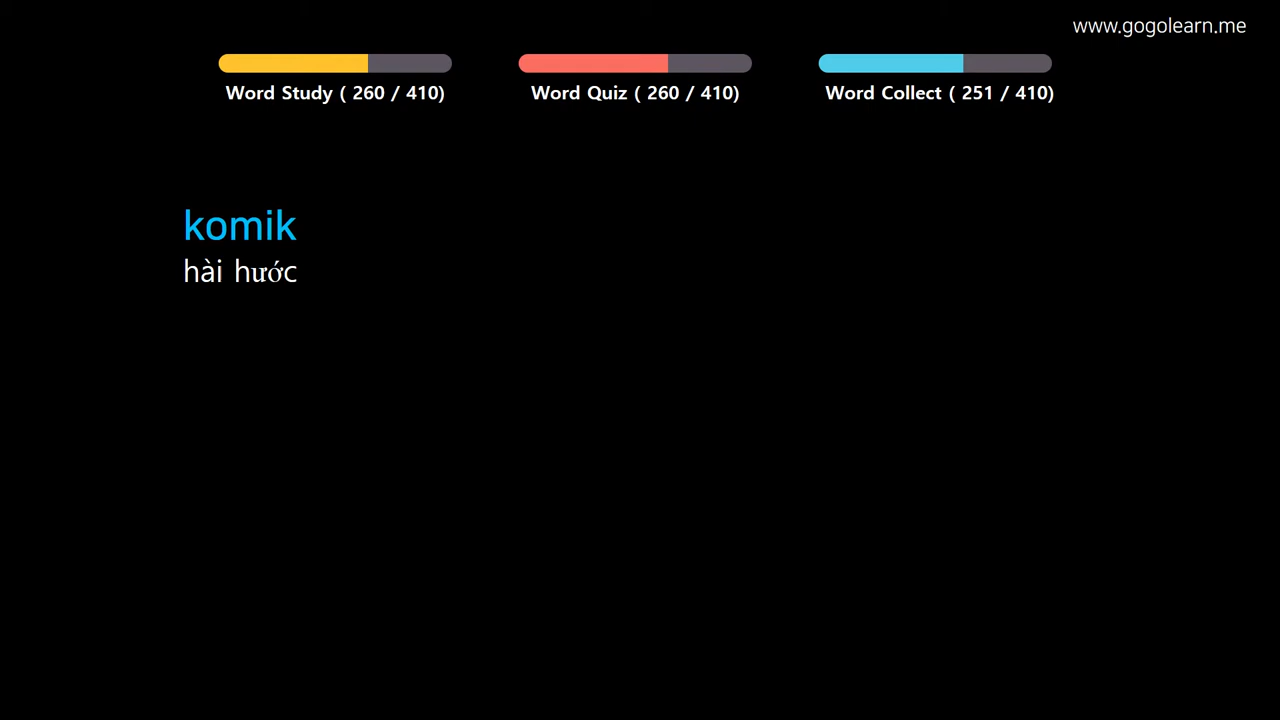 www.gogolearn.me
Word Study ( 260 / 410)
Word Quiz ( 260 / 410)
Word Collect ( 251 / 410)
komik
hài hước